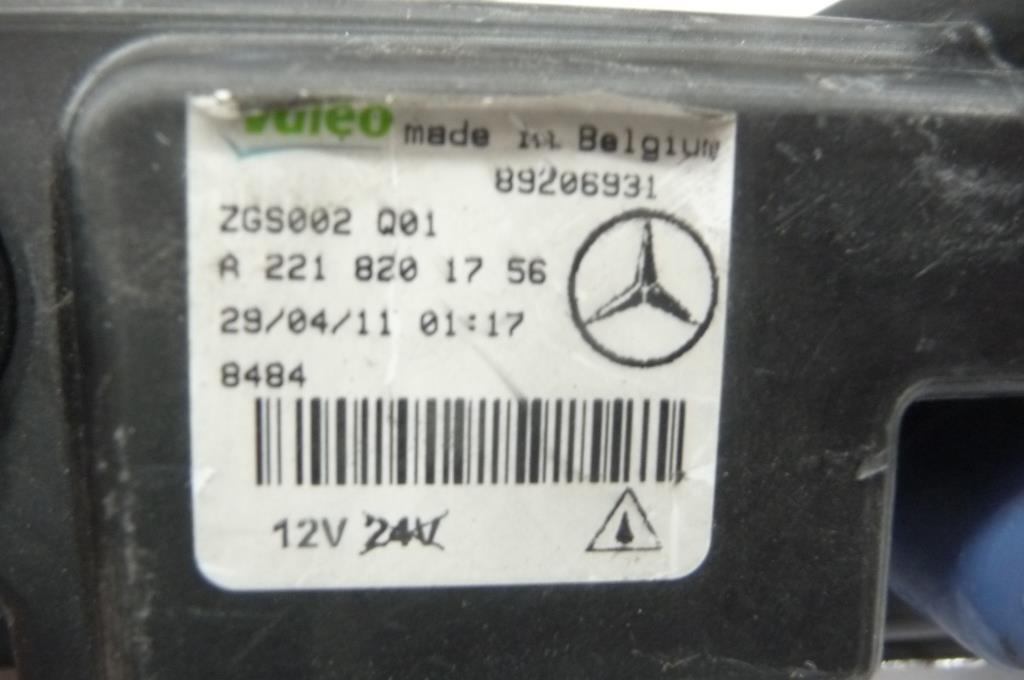 Valeo made in Belgium
89206931
ZGS002 Q01
A 221 820 17 56
29/04/11 01:17
8484
12V 24V